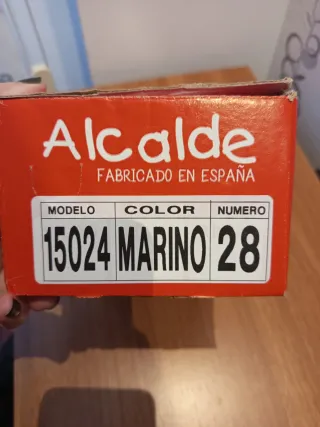 Alcalde
FABRICADO EN ESPAÑA
MODELO COLOR NUMERO
15024 MARINO 28